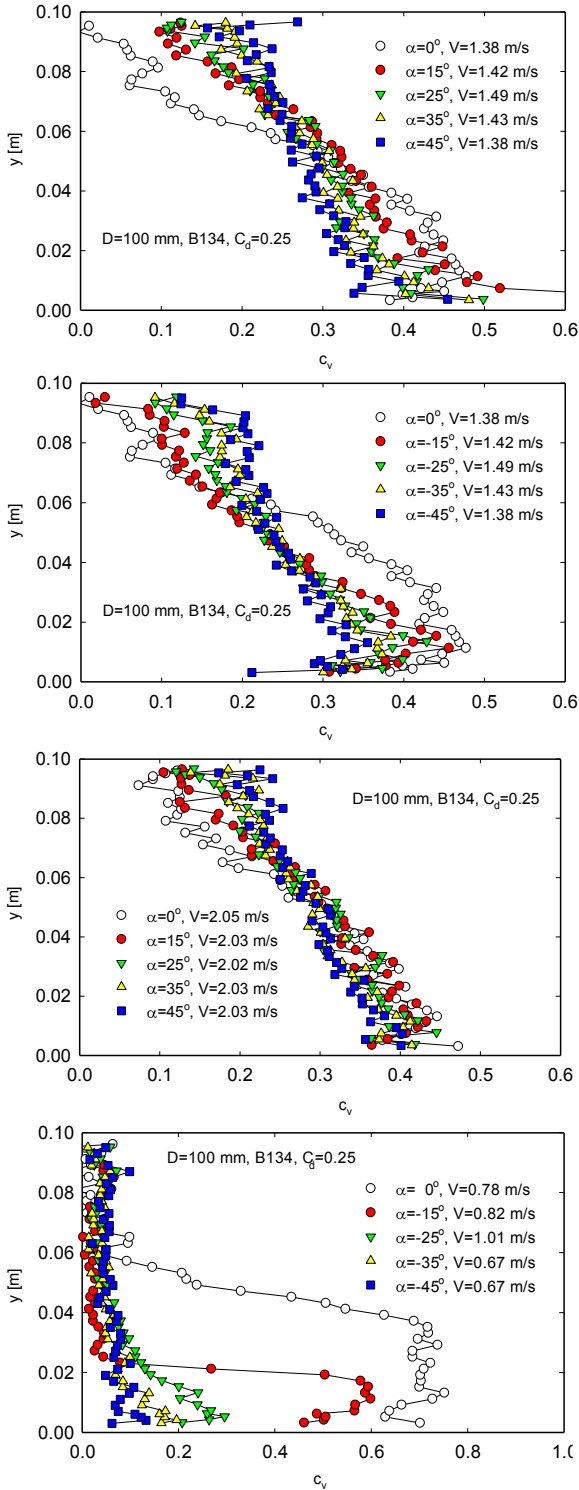 0.10
0.08
0.06
0.04
0.02
0.00
y [m]
α=0°, V=1.38 m/s
α=15°, V=1.42 m/s
α=25°, V=1.49 m/s
α=35°, V=1.43 m/s
α=45°, V=1.38 m/s
D=100 mm, B134, Cd=0.25
0.0 0.1 0.2 0.3 0.4 0.5 0.6
cv
0.10
0.08
0.06
0.04
0.02
0.00
y [m]
α=0°, V=1.38 m/s
α=-15°, V=1.42 m/s
α=-25°, V=1.49 m/s
α=-35°, V=1.43 m/s
α=-45°, V=1.38 m/s
D=100 mm, B134, Cd=0.25
0.0 0.1 0.2 0.3 0.4 0.5 0.6
cv
0.10
0.08
0.06
0.04
0.02
0.00
y [m]
D=100 mm, B134, Cd=0.25
α=0°, V=2.05 m/s
α=15°, V=2.03 m/s
α=25°, V=2.02 m/s
α=35°, V=2.03 m/s
α=45°, V=2.03 m/s
0.0 0.1 0.2 0.3 0.4 0.5 0.6
cv
0.10
0.08
0.06
0.04
0.02
0.00
y [m]
D=100 mm, B134, Cd=0.25
α= 0°, V=0.78 m/s
α=-15°, V=0.82 m/s
α=-25°, V=1.01 m/s
α=-35°, V=0.67 m/s
α=-45°, V=0.67 m/s
0.0 0.2 0.4 0.6 0.8 1.0
cv